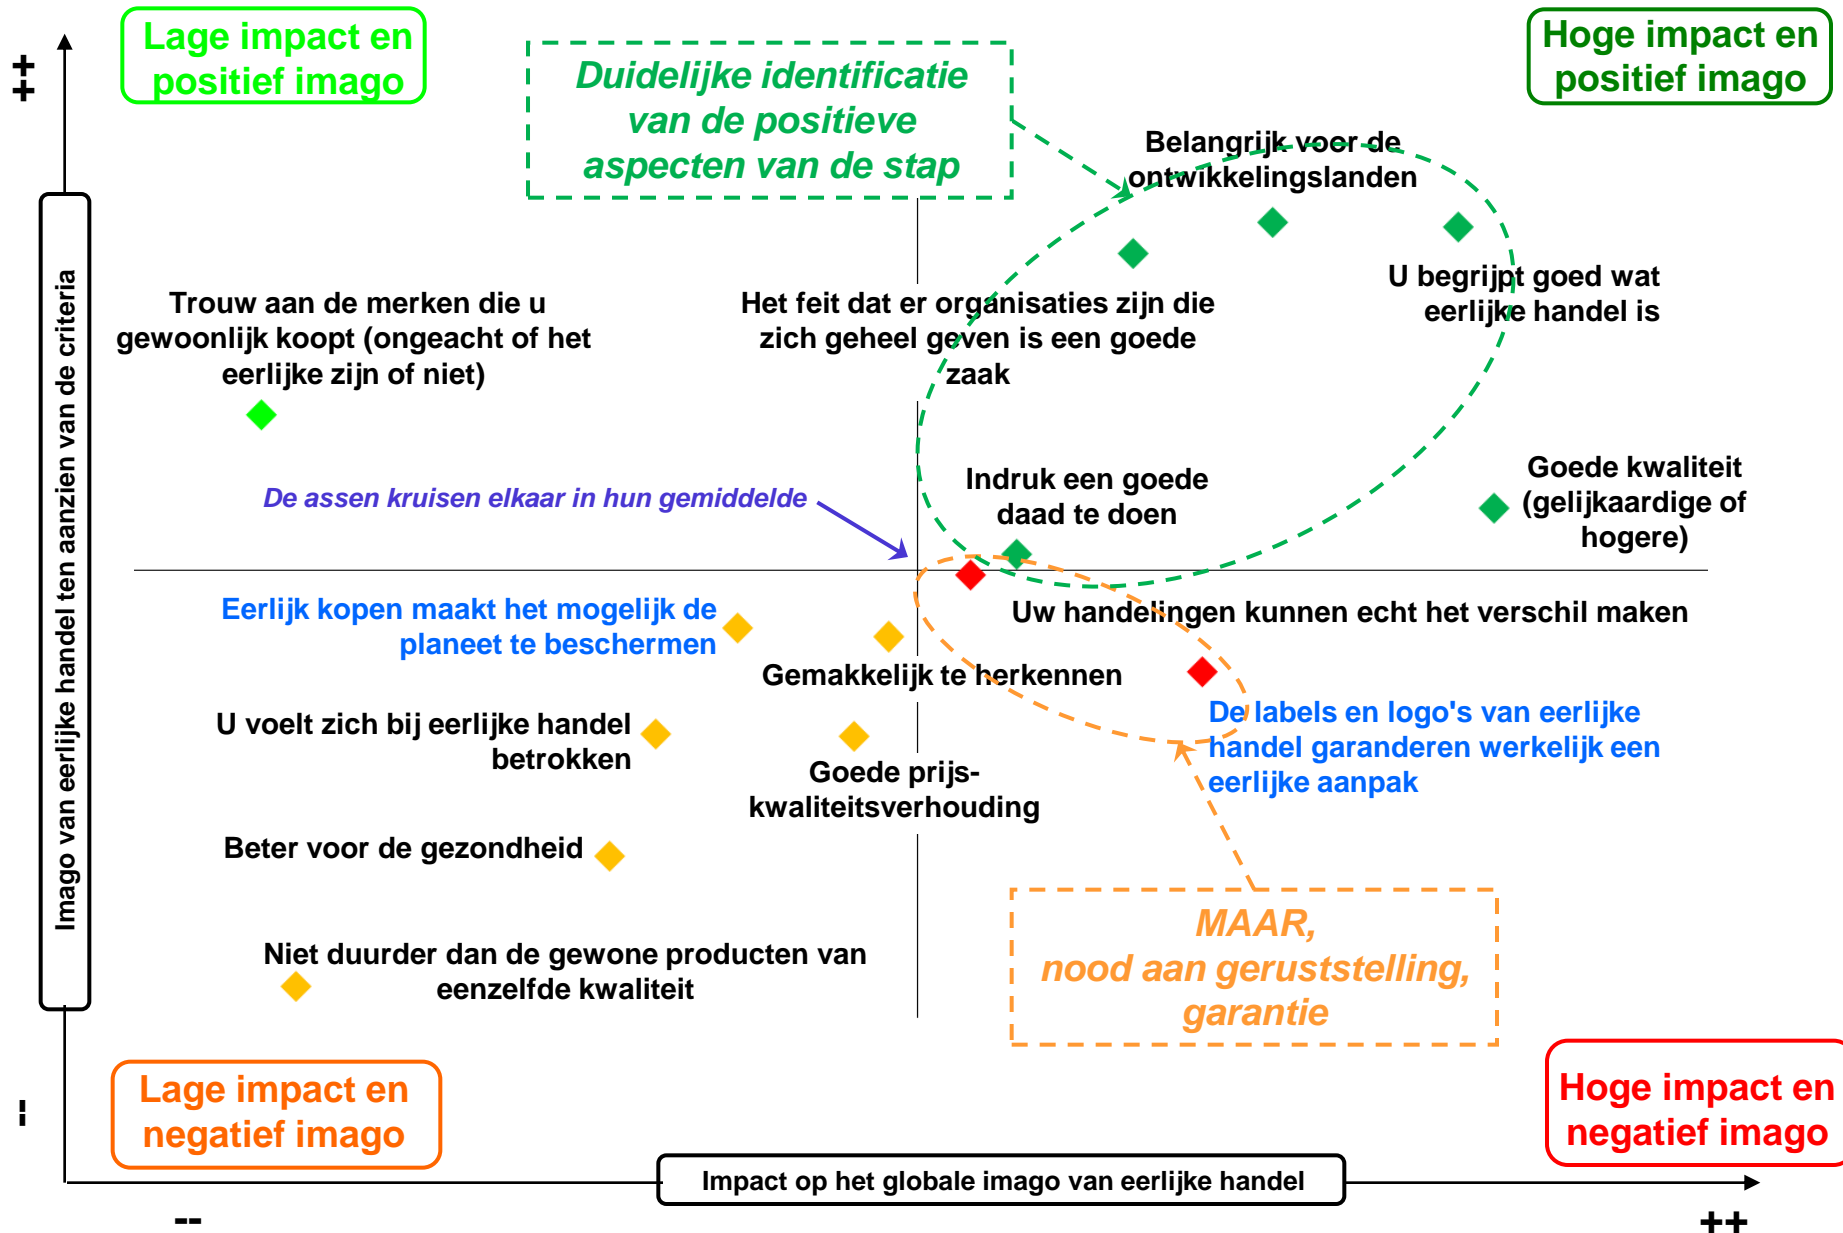 ++
Lage impact en
positief imago
Duidelijke identificatie
van de positieve
aspecten van de stap
Hoge impact en
positief imago
Belangrijk voor de
ontwikkelingslanden
Imago van eerlijke handel ten aanzien van de criteria
Trouw aan de merken die u
gewoonlijk koopt (ongeacht of het
eerlijke zijn of niet)
Het feit dat er organisaties zijn die
zich geheel geven is een goede
zaak
U begrijpt goed wat
eerlijke handel is
De assen kruisen elkaar in hun gemiddelde
Indruk een goede
daad te doen
Goede kwaliteit
(gelijkaardige of
hogere)
Eerlijk kopen maakt het mogelijk de
planeet te beschermen
Uw handelingen kunnen echt het verschil maken
Gemakkelijk te herkennen
U voelt zich bij eerlijke handel
betrokken
De labels en logo's van eerlijke
handel garanderen werkelijk een
eerlijke aanpak
Goede prijs-
kwaliteitsverhouding
Beter voor de gezondheid
Niet duurder dan de gewone producten van
eenzelfde kwaliteit
MAAR,
nood aan geruststelling,
garantie
--
Lage impact en
negatief imago
Hoge impact en
negatief imago
Impact op het globale imago van eerlijke handel
--
++